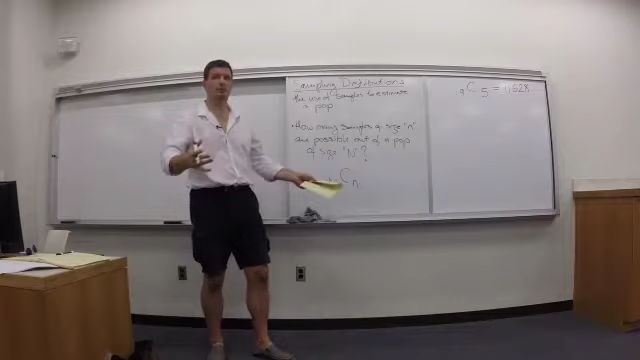 Sampling Distributions
the use of samples to estimate
a pop
• How many samples of size "n"
are possible out of a pop
of size "N"?
C n
C 5 =